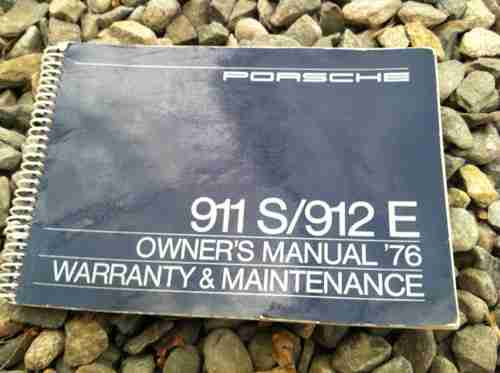 PORSCHE
911 S/912 E
OWNER'S MANUAL '76
WARRANTY & MAINTENANCE